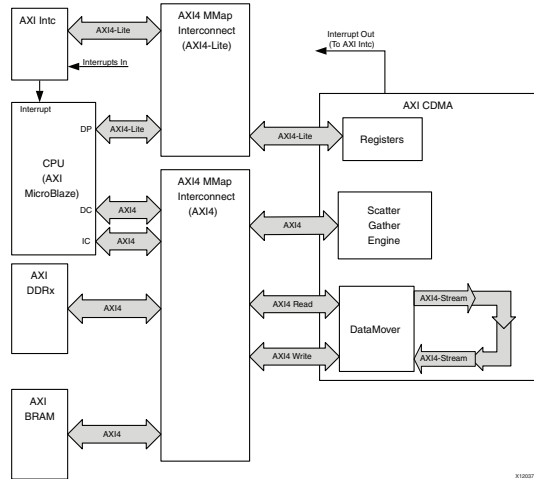 AXI Intc
AXI4-Lite
AXI4 MMap
Interconnect
(AXI4-Lite)
Interrupts In
Interrupt Out
(To AXI Intc)
Interrupt
DP
AXI4-Lite
CPU
(AXI
MicroBlaze)
DC
AXI4
IC
AXI4
AXI4-Lite
AXI CDMA
Registers
AXI4 MMap
Interconnect
(AXI4)
AXI4
Scatter
Gather
Engine
AXI
DDRx
AXI4
AXI4 Read
AXI4 Write
DataMover
AXI4-Stream
AXI4-Stream
AXI
BRAM
AXI4
X12037